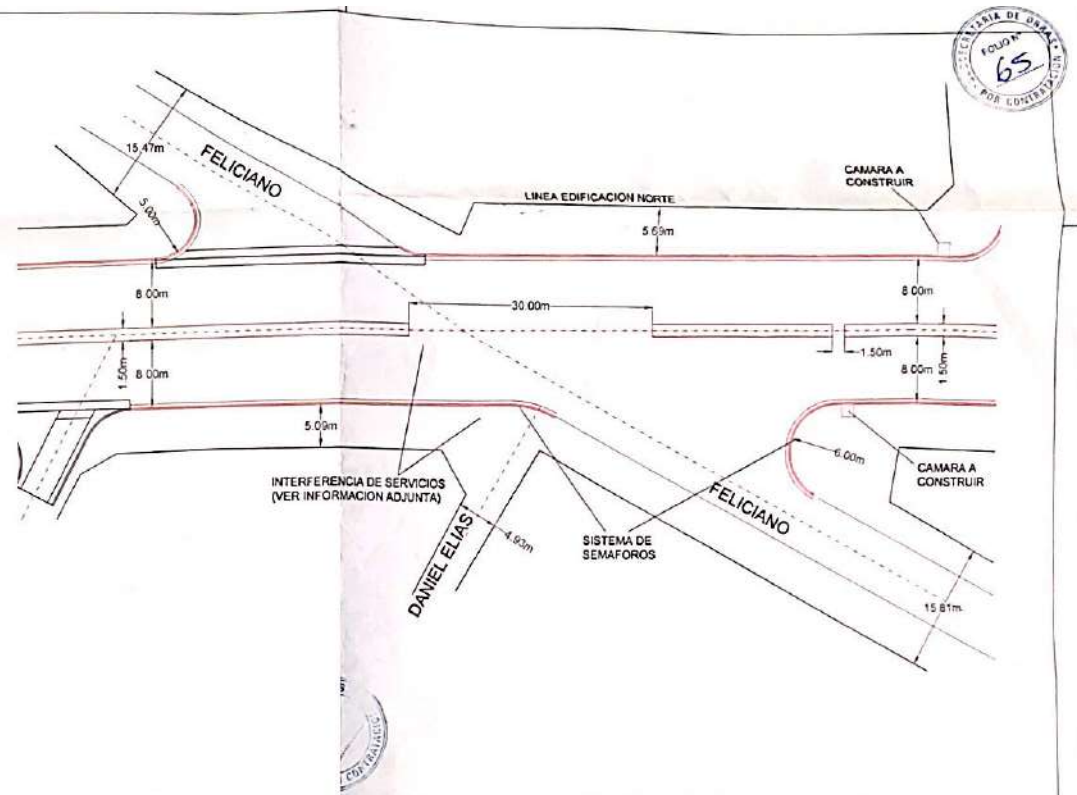 SECRETARIA DE OBRAS
POR CONTRATACION
FOLIO N°
65
15.47m
FELICIANO
5.00m
CAMARA A
CONSTRUIR
LINEA EDIFICACION NORTE
5.69m
8.00m
8.00m
30.00m
1.50m
1.50m
1.50m
8.00m
8.00m
5.09m
INTERFERENCIA DE SERVICIOS
(VER INFORMACION ADJUNTA)
6.00m
CAMARA A
CONSTRUIR
FELICIANO
SISTEMA DE
SEMAFOROS
4.93m
DANIEL ELIAS
15.81m
CONTRATACIO